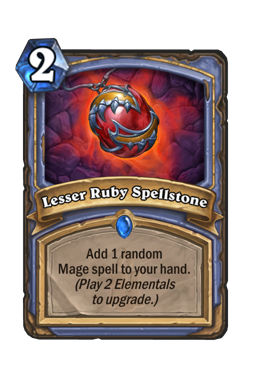 2
Lesser Ruby Spellstone
Add 1 random
Mage spell to your hand.
(Play 2 Elementals
to upgrade.)